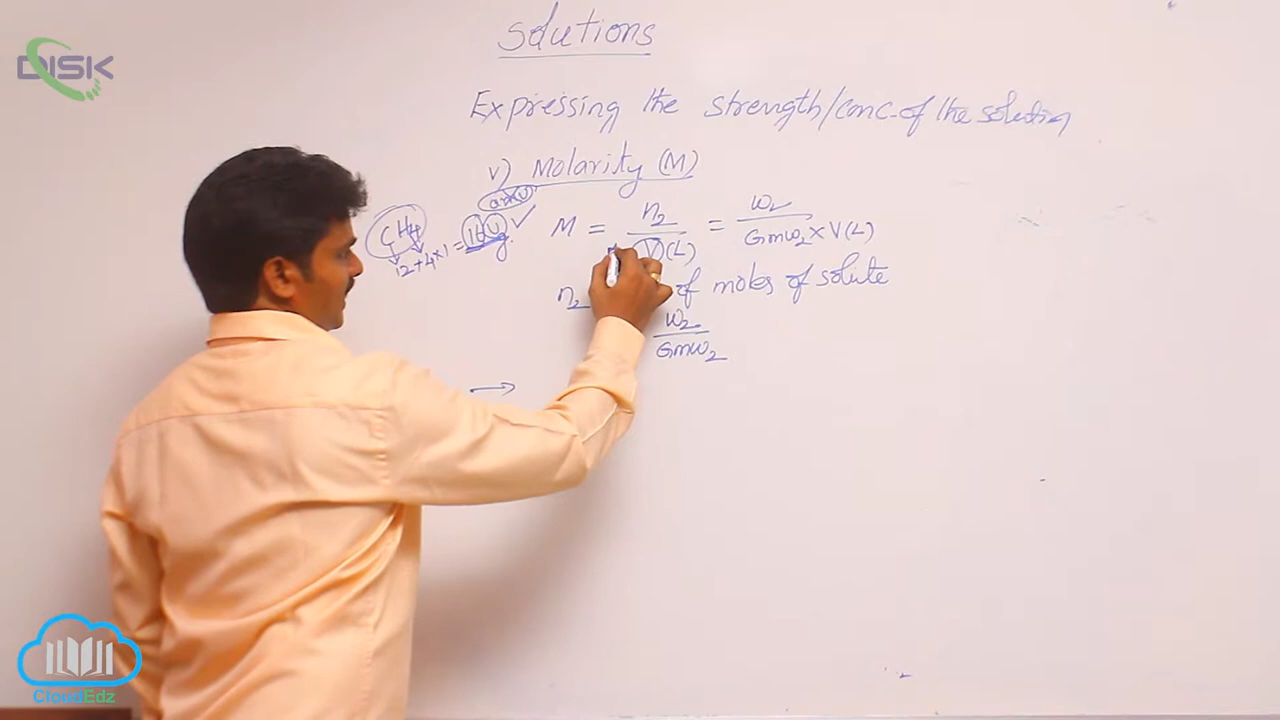 DISK
Solutions
Expressing the strength/conc. of the solution
v) Molarity (M)
CH4
12+4×1 = 16
M = n2 / V(L) = w2 / GMW2 × V(L)
n2
of moles of solute
w2 / GMW2
→
CloudEdz